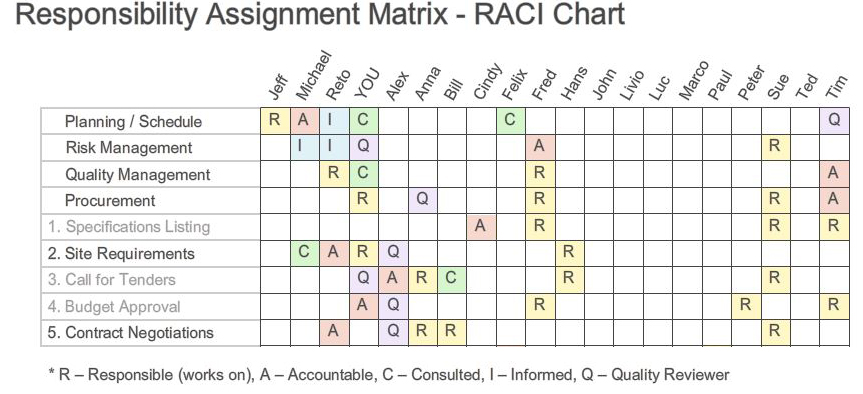 Responsibility Assignment Matrix - RACI Chart
Jeff Michael Reto YOU Alex Anna Bill Cindy Felix Fred Hans John Livio Luc Marco Paul Peter Sue Ted Tim
Planning / Schedule R A I C C Q
Risk Management I I Q A R
Quality Management R C R A
Procurement R Q R R A
1. Specifications Listing A R R R
2. Site Requirements C A R Q R
3. Call for Tenders Q A R C R R
4. Budget Approval A Q R R R
5. Contract Negotiations A Q R R R
* R – Responsible (works on), A – Accountable, C – Consulted, I – Informed, Q – Quality Reviewer